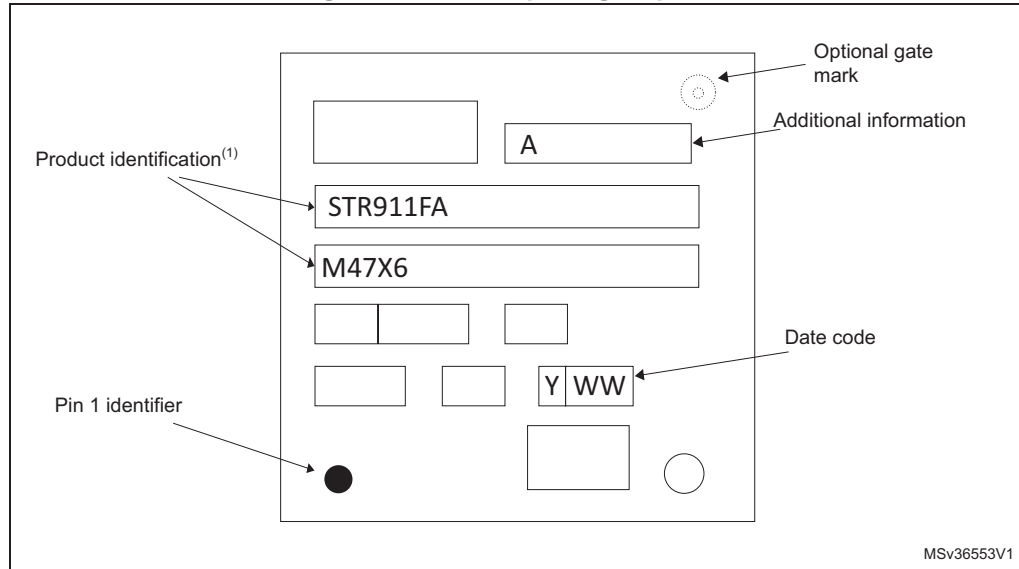 Optional gate
mark
Additional information
A
Product identification(1)
STR911FA
M47X6
Date code
Y WW
Pin 1 identifier
MSv36553V1